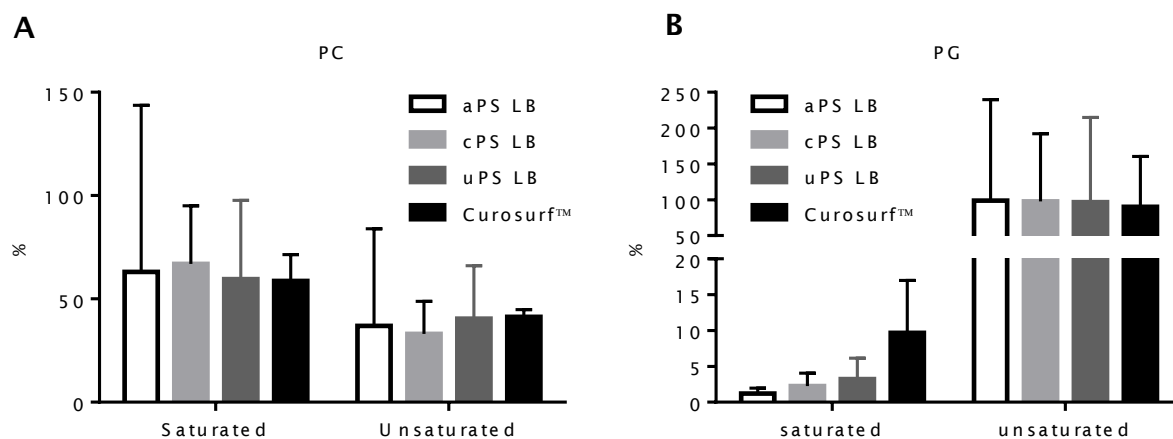 A
PC
150
100
50
0
%
aPS LB
cPS LB
uPS LB
Curosurf™
Saturated
Unsaturated
B
PG
250
200
150
100
50
20
15
10
5
0
%
aPS LB
cPS LB
uPS LB
Curosurf™
saturated
unsaturated